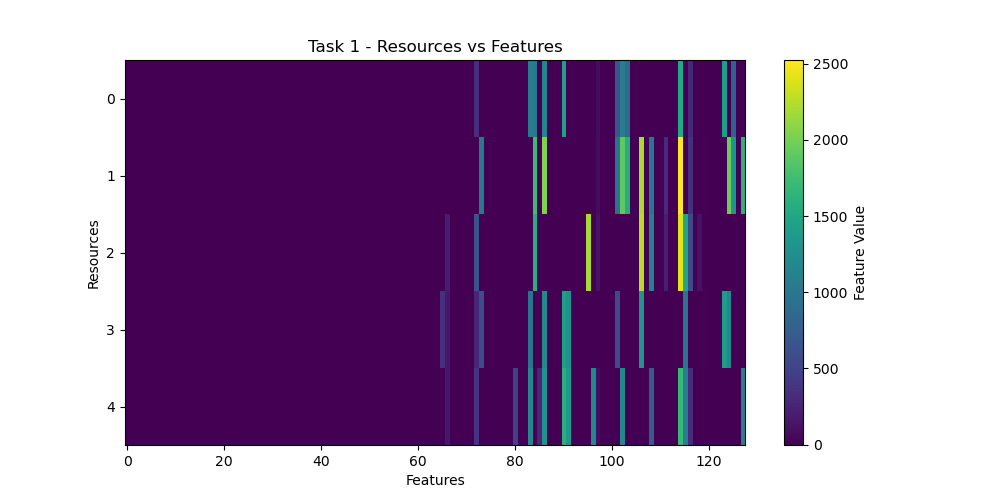 Task 1 - Resources vs Features
0
1
2
3
4
Resources
0 20 40 60 80 100 120
Features
2500
2000
1500
1000
500
0
Feature Value